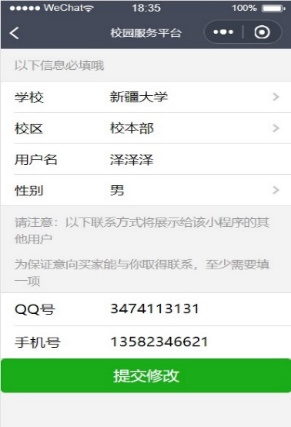 WeChat 18:35 100%
校园服务平台
以下信息必填哦
学校 新疆大学
校区 校本部
用户名 泽泽泽
性别 男
请注意：以下联系方式将展示给该小程序的其
他用户
为保证意向买家能与你取得联系，至少需要填
一项
QQ号 3474113131
手机号 13582346621
提交修改